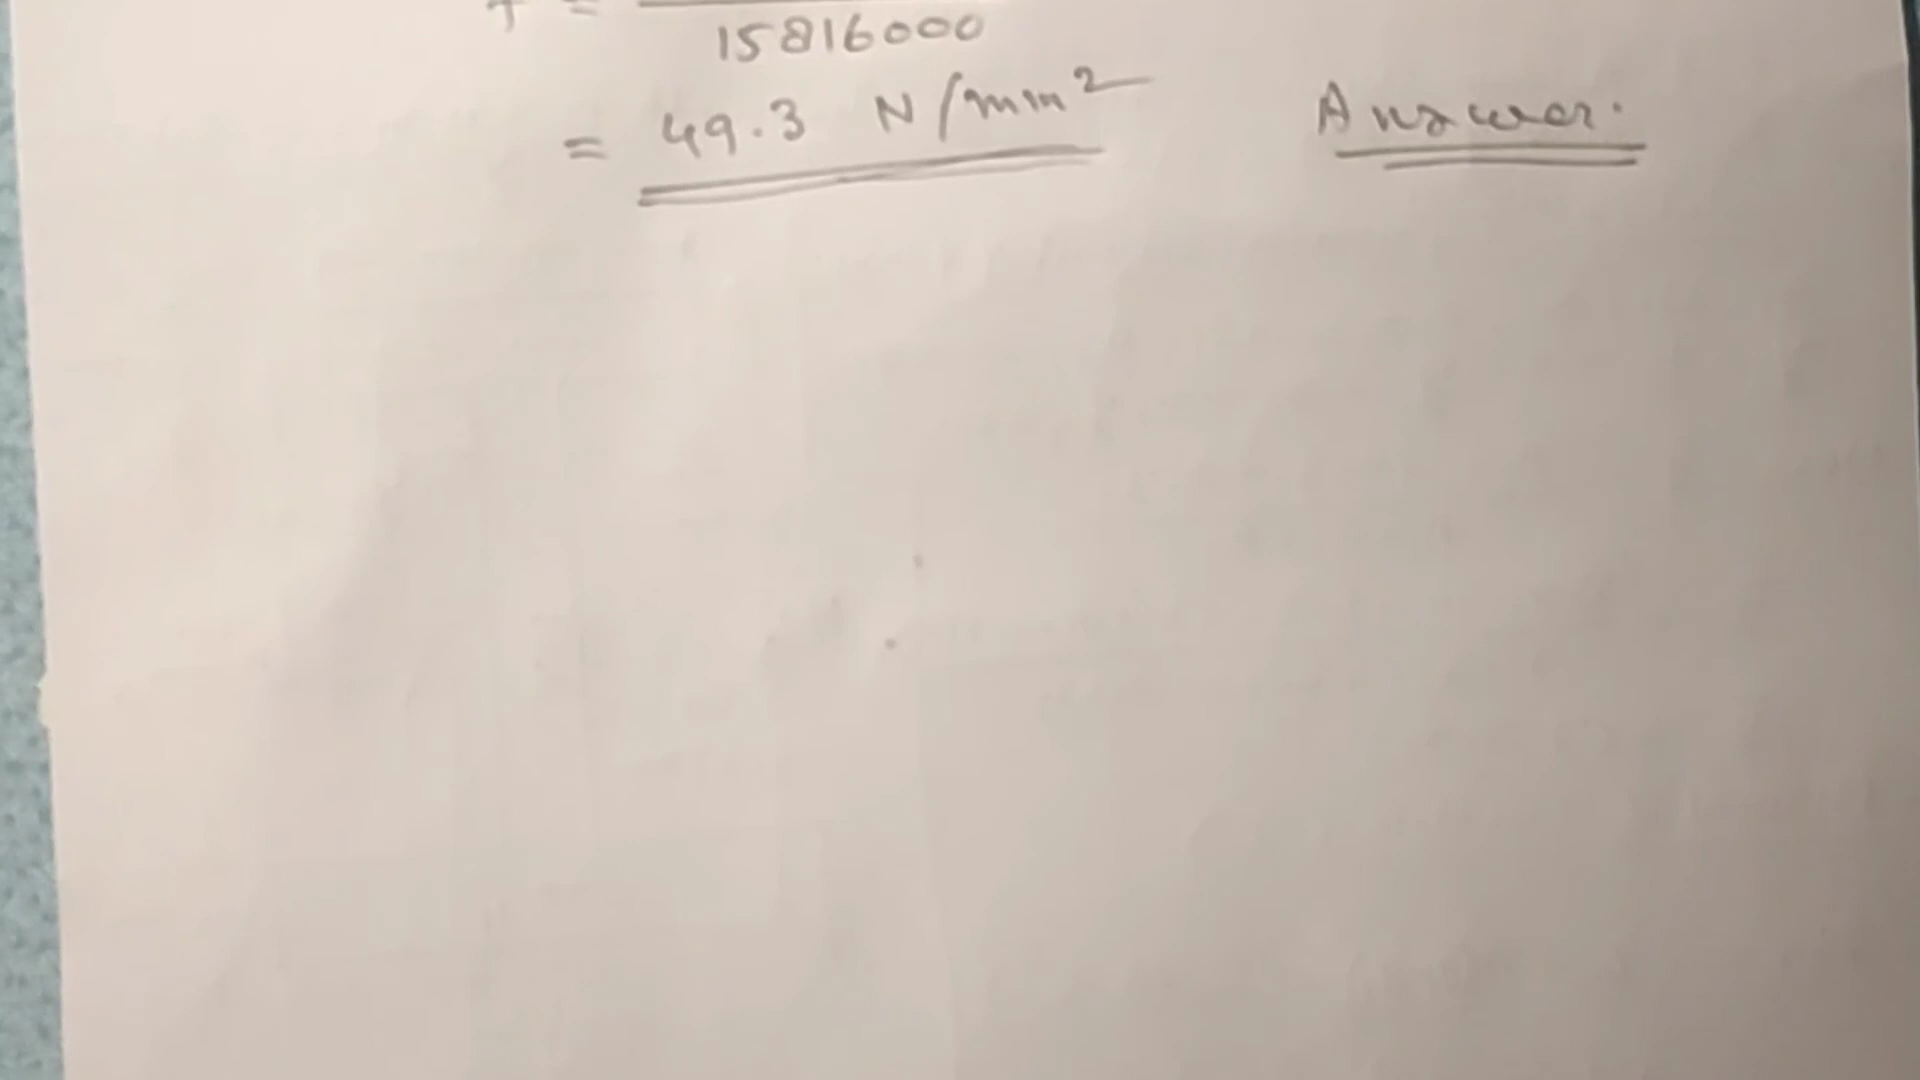 =
15816000
= 49.3 N/mm² Answer.